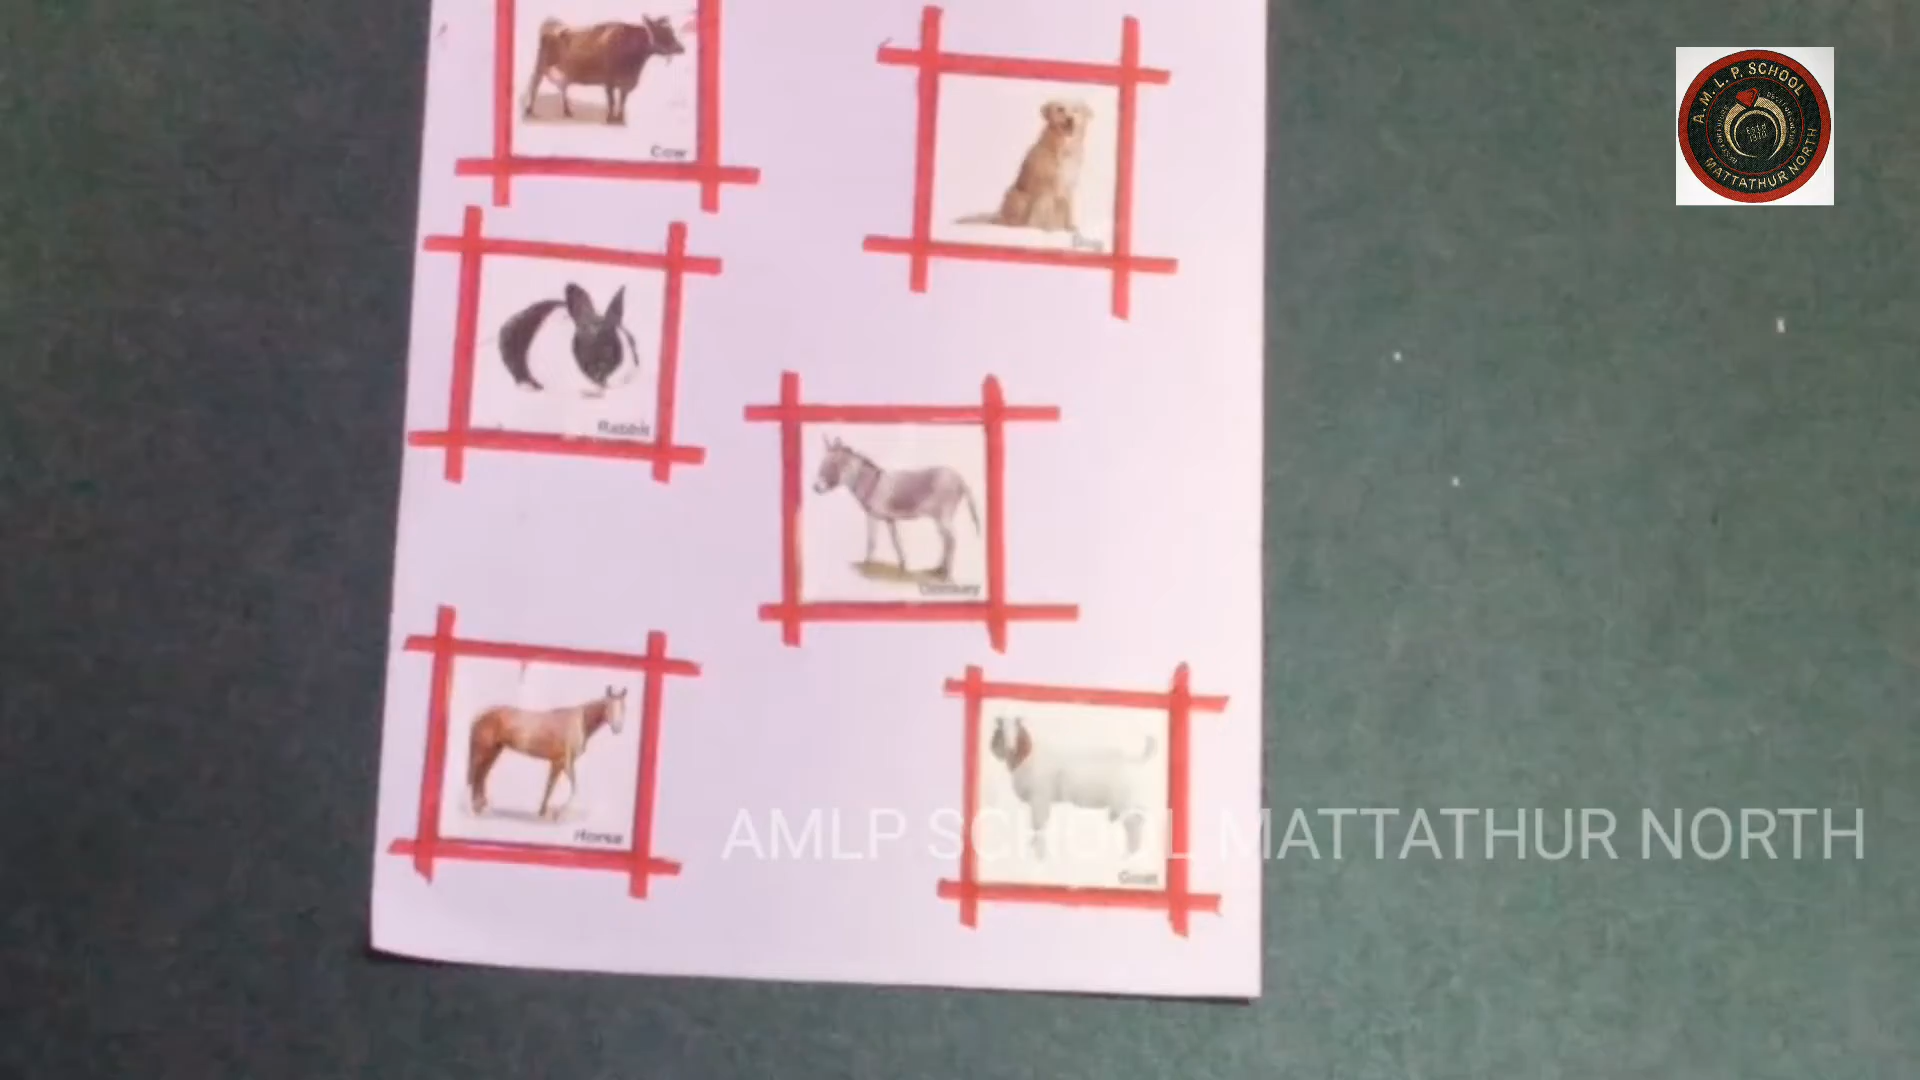 Cow
Dog
Rabbit
Donkey
Horse
Goat
A. M. L. P. SCHOOL
MATTATHUR NORTH
AMLP SCHOOL MATTATHUR NORTH